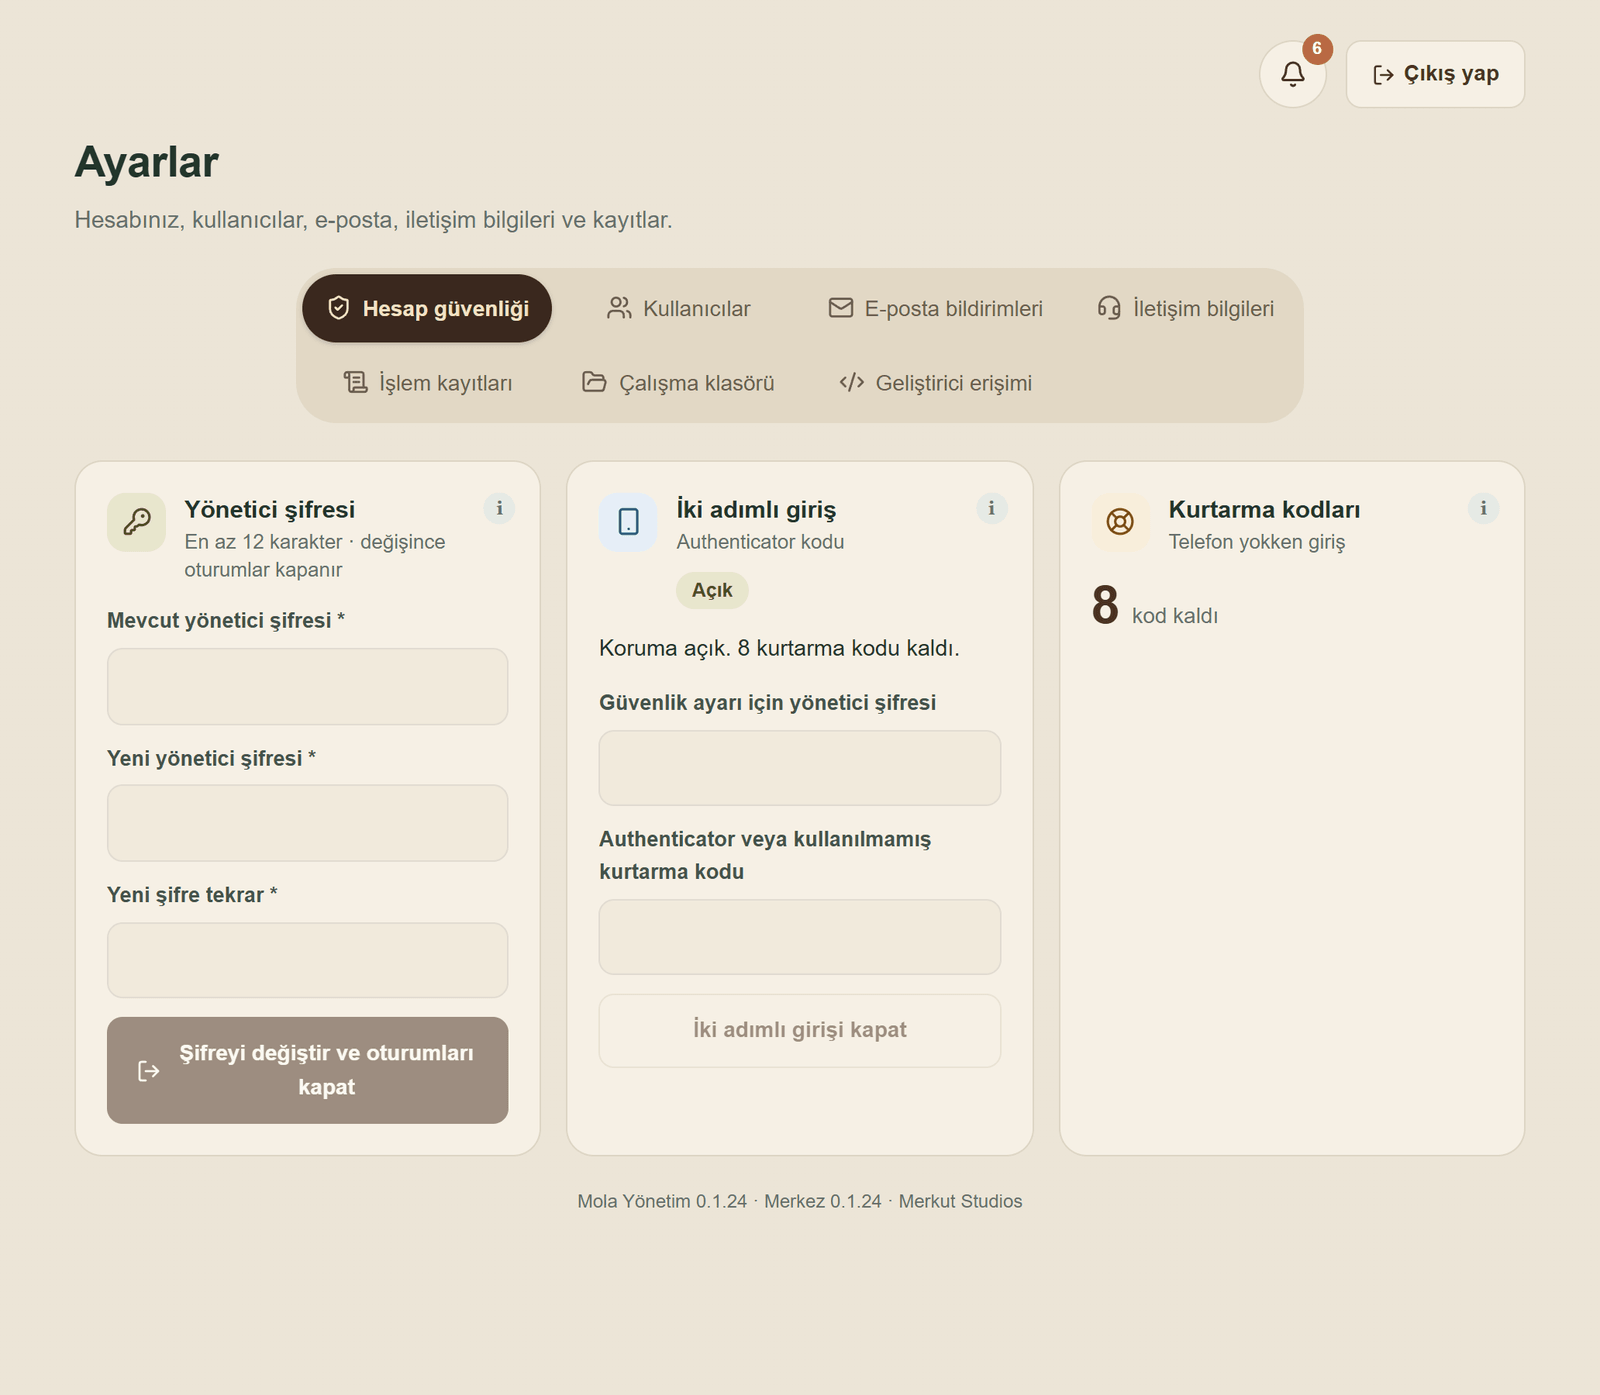 6
Çıkış yap
Ayarlar
Hesabınız, kullanıcılar, e-posta, iletişim bilgileri ve kayıtlar.
Hesap güvenliği
Kullanıcılar
E-posta bildirimleri
İletişim bilgileri
İşlem kayıtları
Çalışma klasörü
Geliştirici erişimi
Yönetici şifresi
i
En az 12 karakter · değişince
oturumlar kapanır
Mevcut yönetici şifresi *
Yeni yönetici şifresi *
Yeni şifre tekrar *
Şifreyi değiştir ve oturumları
kapat
İki adımlı giriş
i
Authenticator kodu
Açık
Koruma açık. 8 kurtarma kodu kaldı.
Güvenlik ayarı için yönetici şifresi
Authenticator veya kullanılmamış
kurtarma kodu
İki adımlı girişi kapat
Kurtarma kodları
i
Telefon yokken giriş
8 kod kaldı
Mola Yönetim 0.1.24 · Merkez 0.1.24 · Merkut Studios